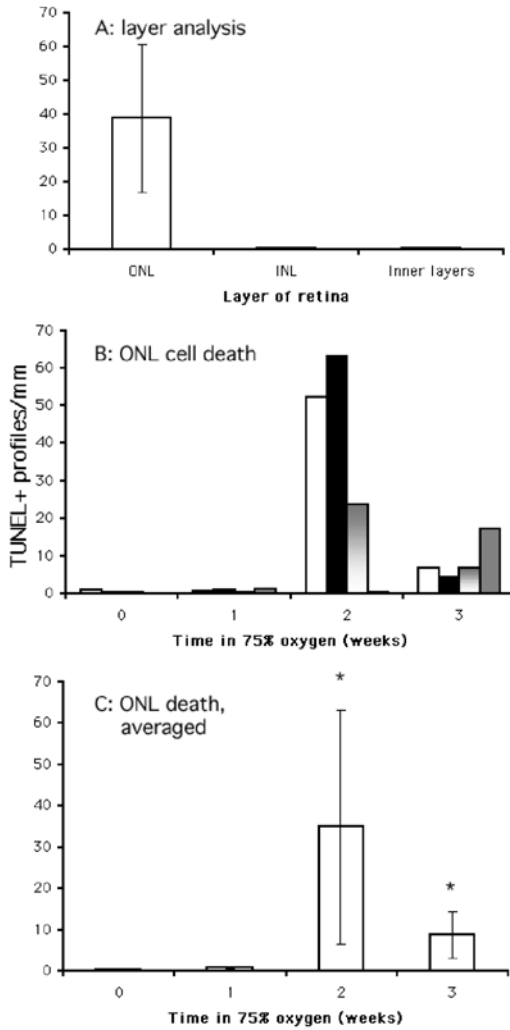 A: layer analysis
70
60
50
40
30
20
10
0
ONL INL Inner layers
Layer of retina
B: ONL cell death
TUNEL+ profiles/mm
70
60
50
40
30
20
10
0
0 1 2 3
Time in 75% oxygen (weeks)
C: ONL death,
averaged
70
60
50
40
30
20
10
0
*
*
0 1 2 3
Time in 75% oxygen (weeks)